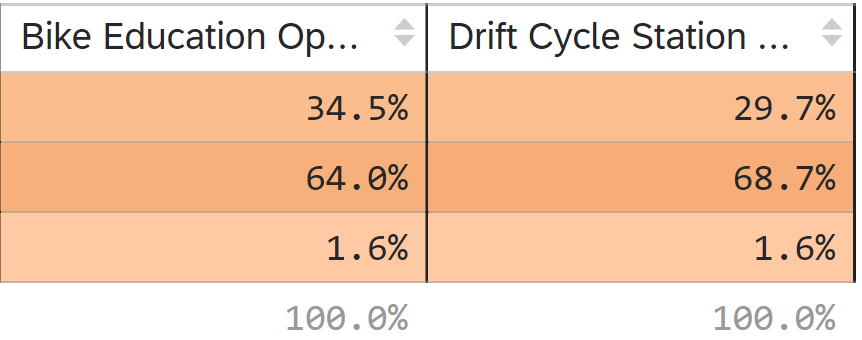 Bike Education Op... Drift Cycle Station ...
34.5% 29.7%
64.0% 68.7%
1.6% 1.6%
100.0% 100.0%